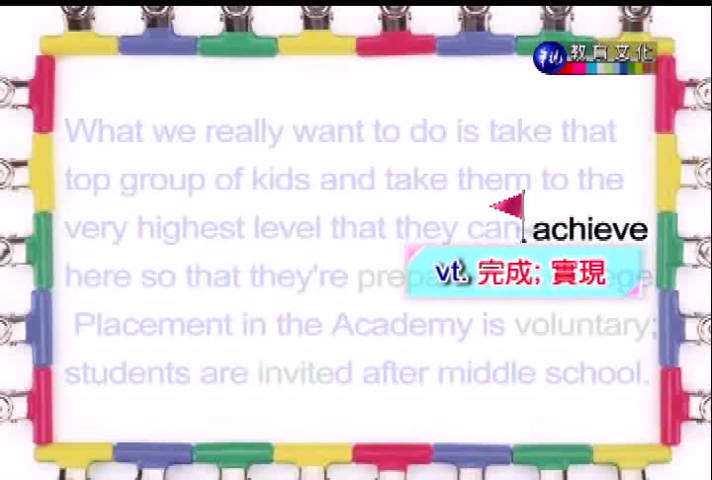 華視 教育文化
What we really want to do is take that
top group of kids and take them to the
very highest level that they can achieve
vt. 完成; 實現
here so that they're
Placement in the Academy is voluntary;
students are invited after middle school.